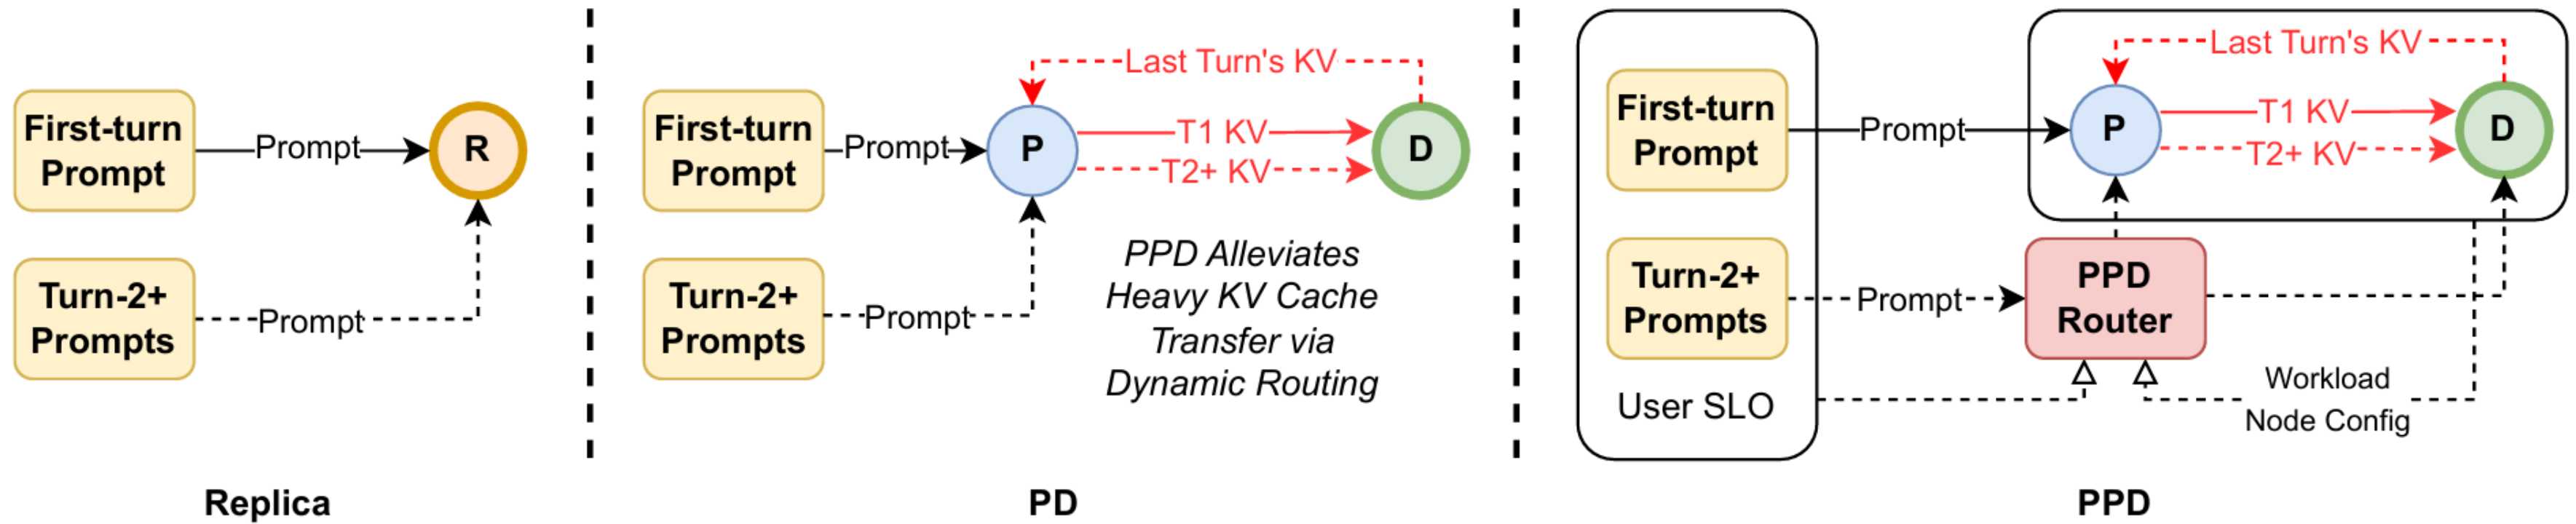 First-turn
Prompt
Prompt
R
Turn-2+
Prompts
Prompt
Replica
First-turn
Prompt
Prompt
P
Last Turn's KV
T1 KV
T2+ KV
D
Turn-2+
Prompts
Prompt
PPD Alleviates
Heavy KV Cache
Transfer via
Dynamic Routing
PD
First-turn
Prompt
Prompt
P
Last Turn's KV
T1 KV
T2+ KV
D
Turn-2+
Prompts
Prompt
PPD
Router
User SLO
Workload
Node Config
PPD